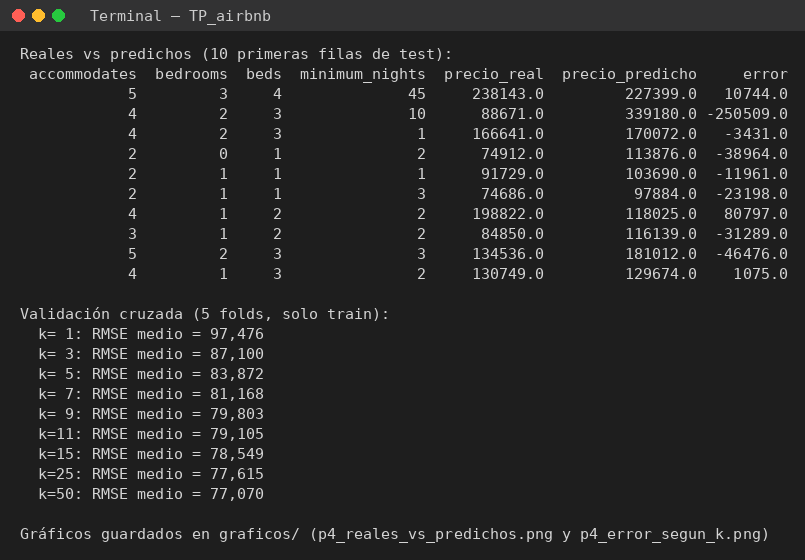 Terminal — TP_airbnb
Reales vs predichos (10 primeras filas de test):
accommodates bedrooms beds minimum_nights precio_real precio_predicho error
5 3 4 45 238143.0 227399.0 10744.0
4 2 3 10 88671.0 339180.0 -250509.0
4 2 3 1 166641.0 170072.0 -3431.0
2 0 1 2 74912.0 113876.0 -38964.0
2 1 1 1 91729.0 103690.0 -11961.0
2 1 1 3 74686.0 97884.0 -23198.0
4 1 2 2 198822.0 118025.0 80797.0
3 1 2 2 84850.0 116139.0 -31289.0
5 2 3 3 134536.0 181012.0 -46476.0
4 1 3 2 130749.0 129674.0 1075.0
Validación cruzada (5 folds, solo train):
k= 1: RMSE medio = 97,476
k= 3: RMSE medio = 87,100
k= 5: RMSE medio = 83,872
k= 7: RMSE medio = 81,168
k= 9: RMSE medio = 79,803
k=11: RMSE medio = 79,105
k=15: RMSE medio = 78,549
k=25: RMSE medio = 77,615
k=50: RMSE medio = 77,070
Gráficos guardados en graficos/ (p4_reales_vs_predichos.png y p4_error_segun_k.png)